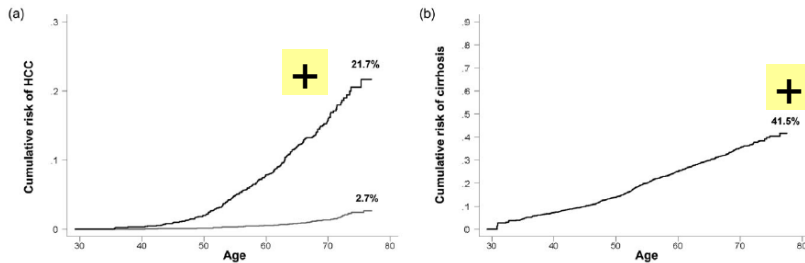 (a)
Cumulative risk of HCC
.3
.2
.1
0
+
21.7%
2.7%
30 40 50 60 70 80
Age
(b)
Cumulative risk of cirrhosis
.9
.8
.7
.6
.5
.4
.3
.2
.1
0
+
41.5%
30 40 50 60 70 80
Age